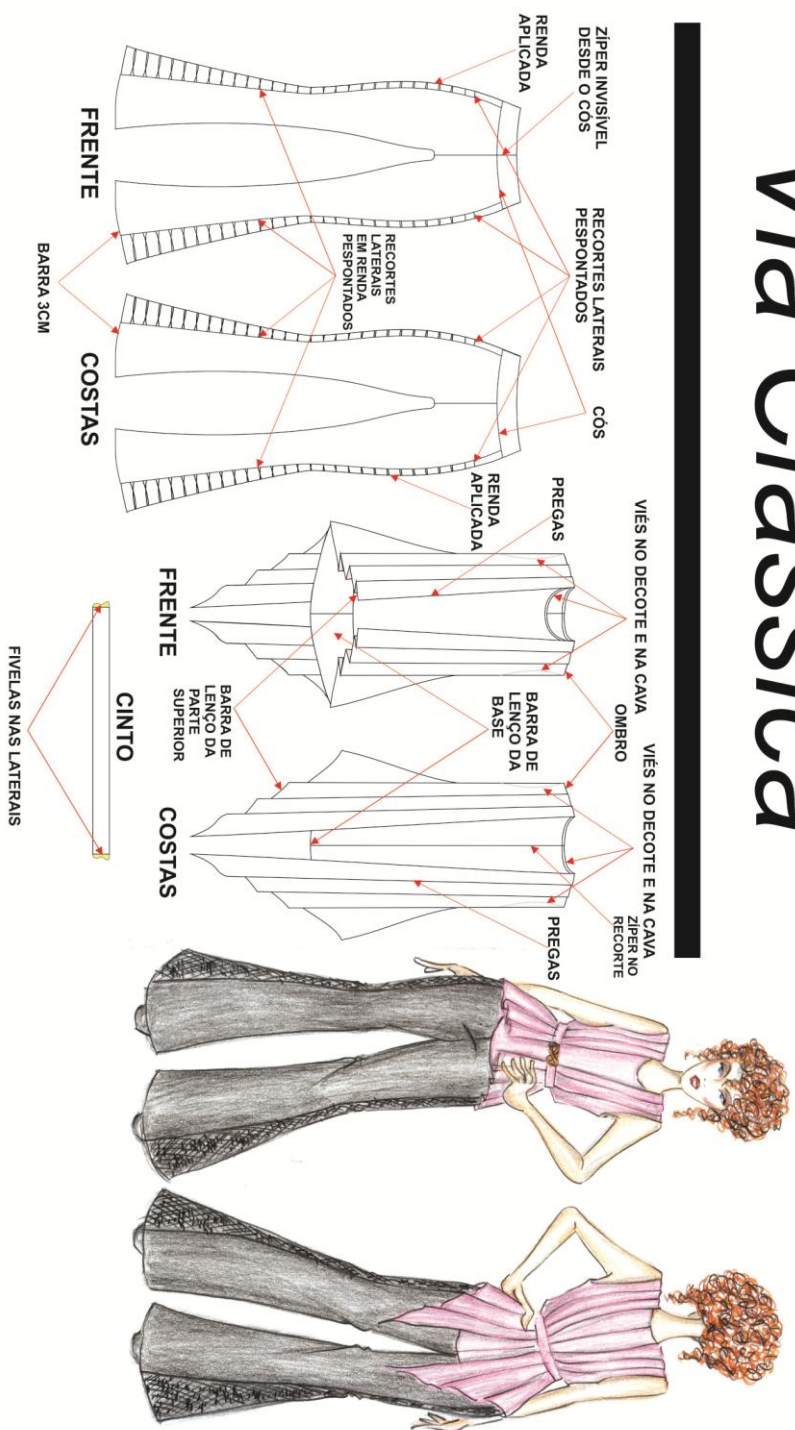 Via Clássica
ZÍPER INVISÍVEL
DESDE O CÓS
RENDA
APLICADA
RECORTES LATERAIS
PESPONTADOS
CÓS
RECORTES
LATERAIS
EM RENDA
PESPONTADOS
BARRA 3CM
FRENTE
COSTAS
RENDA
APLICADA
VIÉS NO DECOTE E NA CAVA
PREGAS
OMBRO
BARRA DE
LENÇO DA
BASE
BARRA DE
LENÇO DA
PARTE
SUPERIOR
FRENTE
VIÉS NO DECOTE E NA CAVA
ZÍPER NO
RECORTE
PREGAS
COSTAS
CINTO
FIVELAS NAS LATERAIS